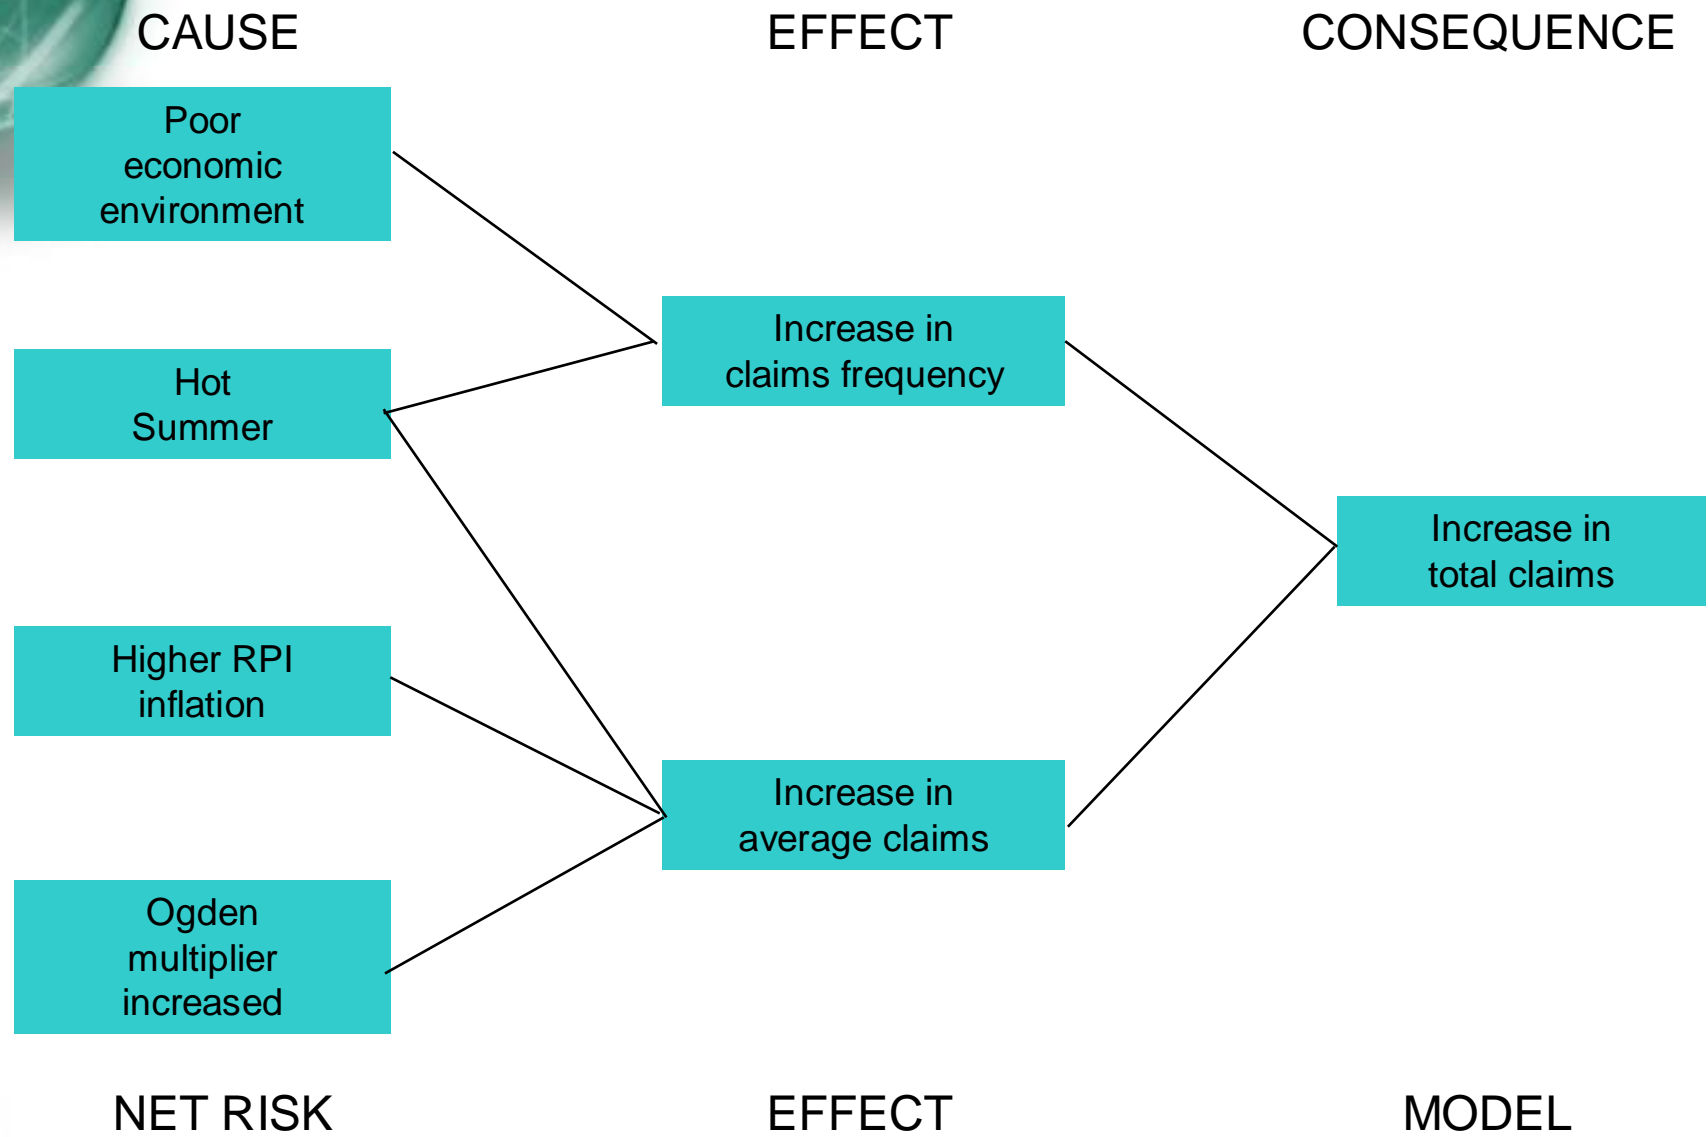 CAUSE
EFFECT
CONSEQUENCE
Poor
economic
environment
Increase in
claims frequency
Hot
Summer
Increase in
total claims
Higher RPI
inflation
Increase in
average claims
Ogden
multiplier
increased
NET RISK
EFFECT
MODEL